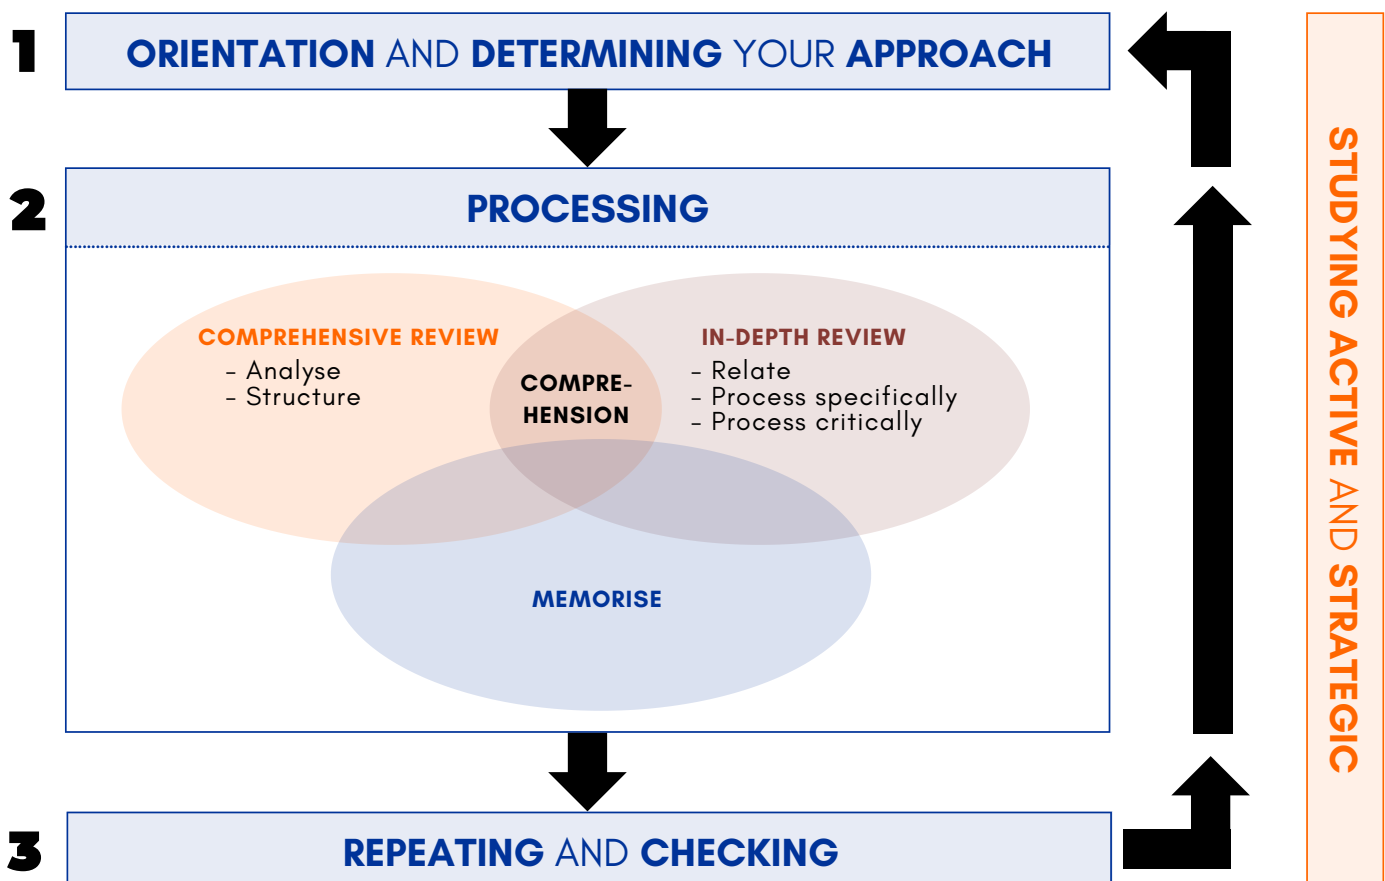 1
ORIENTATION AND DETERMINING YOUR APPROACH
2
PROCESSING
COMPREHENSIVE REVIEW
- Analyse
- Structure
COMPRE-
HENSION
IN-DEPTH REVIEW
- Relate
- Process specifically
- Process critically
MEMORISE
3
REPEATING AND CHECKING
STUDYING ACTIVE AND STRATEGIC